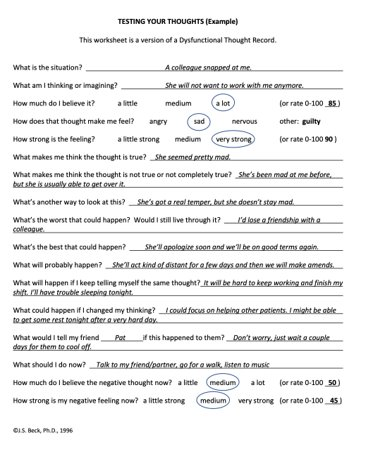 TESTING YOUR THOUGHTS (Example)
This worksheet is a version of a Dysfunctional Thought Record.
What is the situation? A colleague snapped at me.
What am I thinking or imagining? She will not want to work with me anymore.
How much do I believe it? a little medium a lot (or rate 0-100 85)
How does that thought make me feel? angry sad nervous other: guilty
How strong is the feeling? a little strong medium very strong (or rate 0-100 90 )
What makes me think the thought is true? She seemed pretty mad.
What makes me think the thought is not true or not completely true? She's been mad at me before,
but she is usually able to get over it.
What's another way to look at this? She's got a real temper, but she doesn't stay mad.
What's the worst that could happen? Would I still live through it? I'd lose a friendship with a
colleague.
What's the best that could happen? She'll apologize soon and we'll be on good terms again.
What will probably happen? She'll act kind of distant for a few days and then we will make amends.
What will happen if I keep telling myself the same thought? It will be hard to keep working and finish my
shift. I'll have trouble sleeping tonight.
What could happen if I changed my thinking? I could focus on helping other patients. I might be able
to get some rest tonight after a very hard day.
What would I tell my friend Pat if this happened to them? Don't worry, just wait a couple
days for them to cool off.
What should I do now? Talk to my friend/partner, go for a walk, listen to music
How much do I believe the negative thought now? a little medium a lot (or rate 0-100 50 )
How strong is my negative feeling now? a little strong medium very strong (or rate 0-100 45 )
©J.S. Beck, Ph.D., 1996